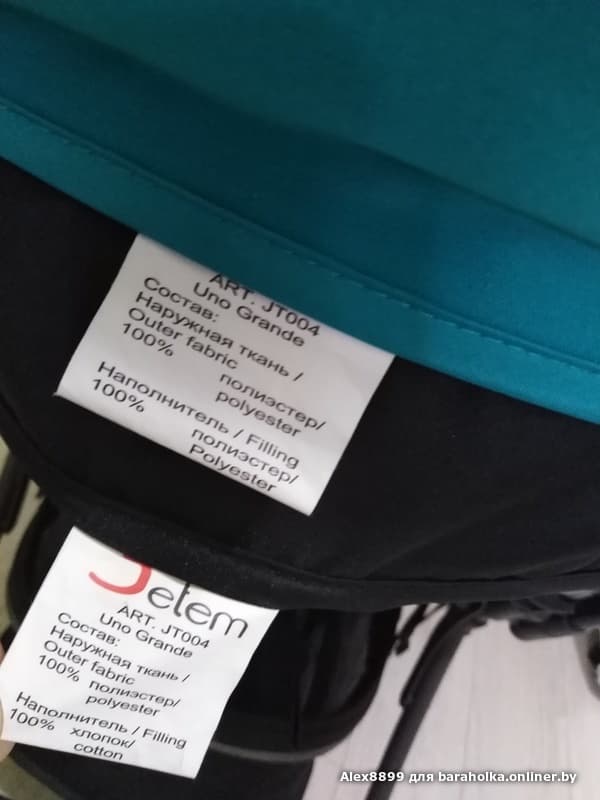 ART. JT004
Uno Grande
Состав:
Наружная ткань /
Outer fabric
100% полиэстер/
polyester
Наполнитель / Filling
100% полиэстер/
Polyester
Jetem
ART. JT004
Uno Grande
Состав:
Наружная ткань /
Outer fabric
100% полиэстер/
polyester
Наполнитель / Filling
100% хлопок/
cotton
Alex8899 для baraholka.onliner.by